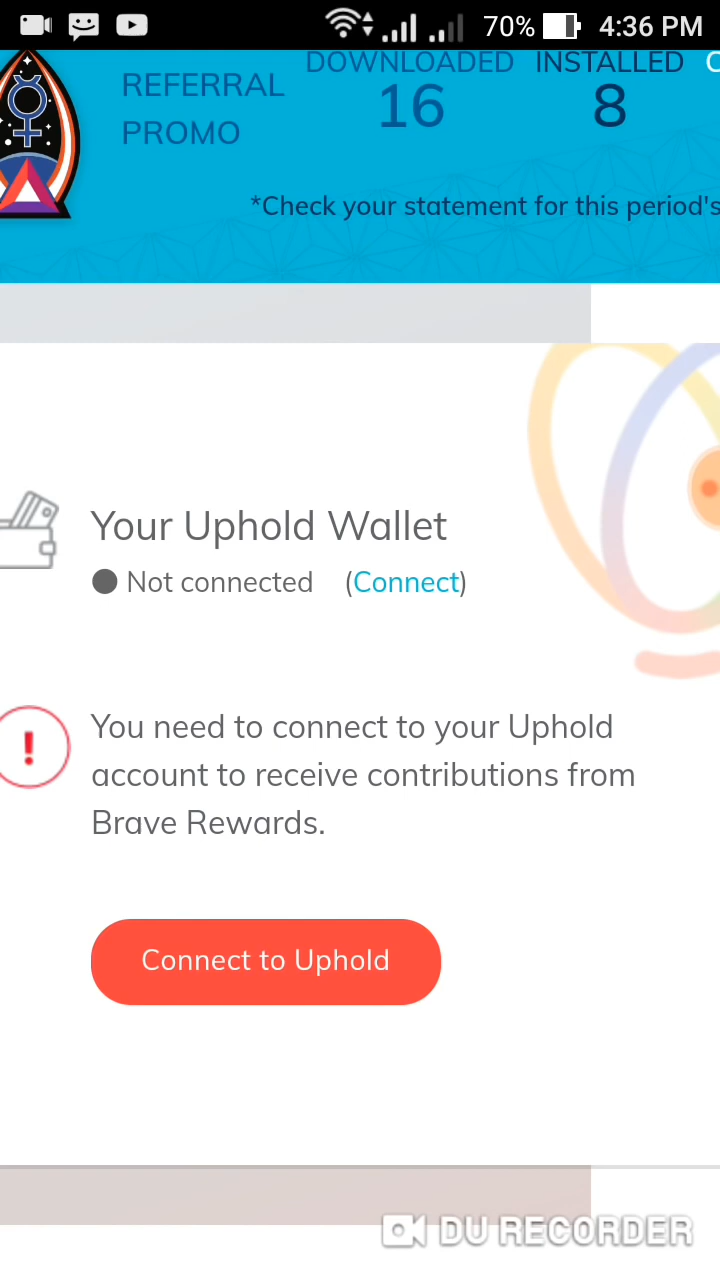 70% 4:36 PM
REFERRAL PROMO
DOWNLOADED INSTALLED
16 8
*Check your statement for this period's
Your Uphold Wallet
Not connected (Connect)
!
You need to connect to your Uphold
account to receive contributions from
Brave Rewards.
Connect to Uphold
DU RECORDER